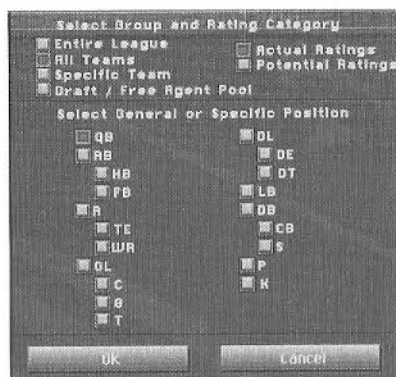 Select Group and Rating Category
Entire League
All Teams
Specific Team
Draft / Free Agent Pool
Actual Ratings
Potential Ratings
Select General or Specific Position
QB
RB
HB
FB
R
TE
WR
OL
C
G
T
DL
DE
DT
LB
DB
CB
S
P
K
OK
Cancel